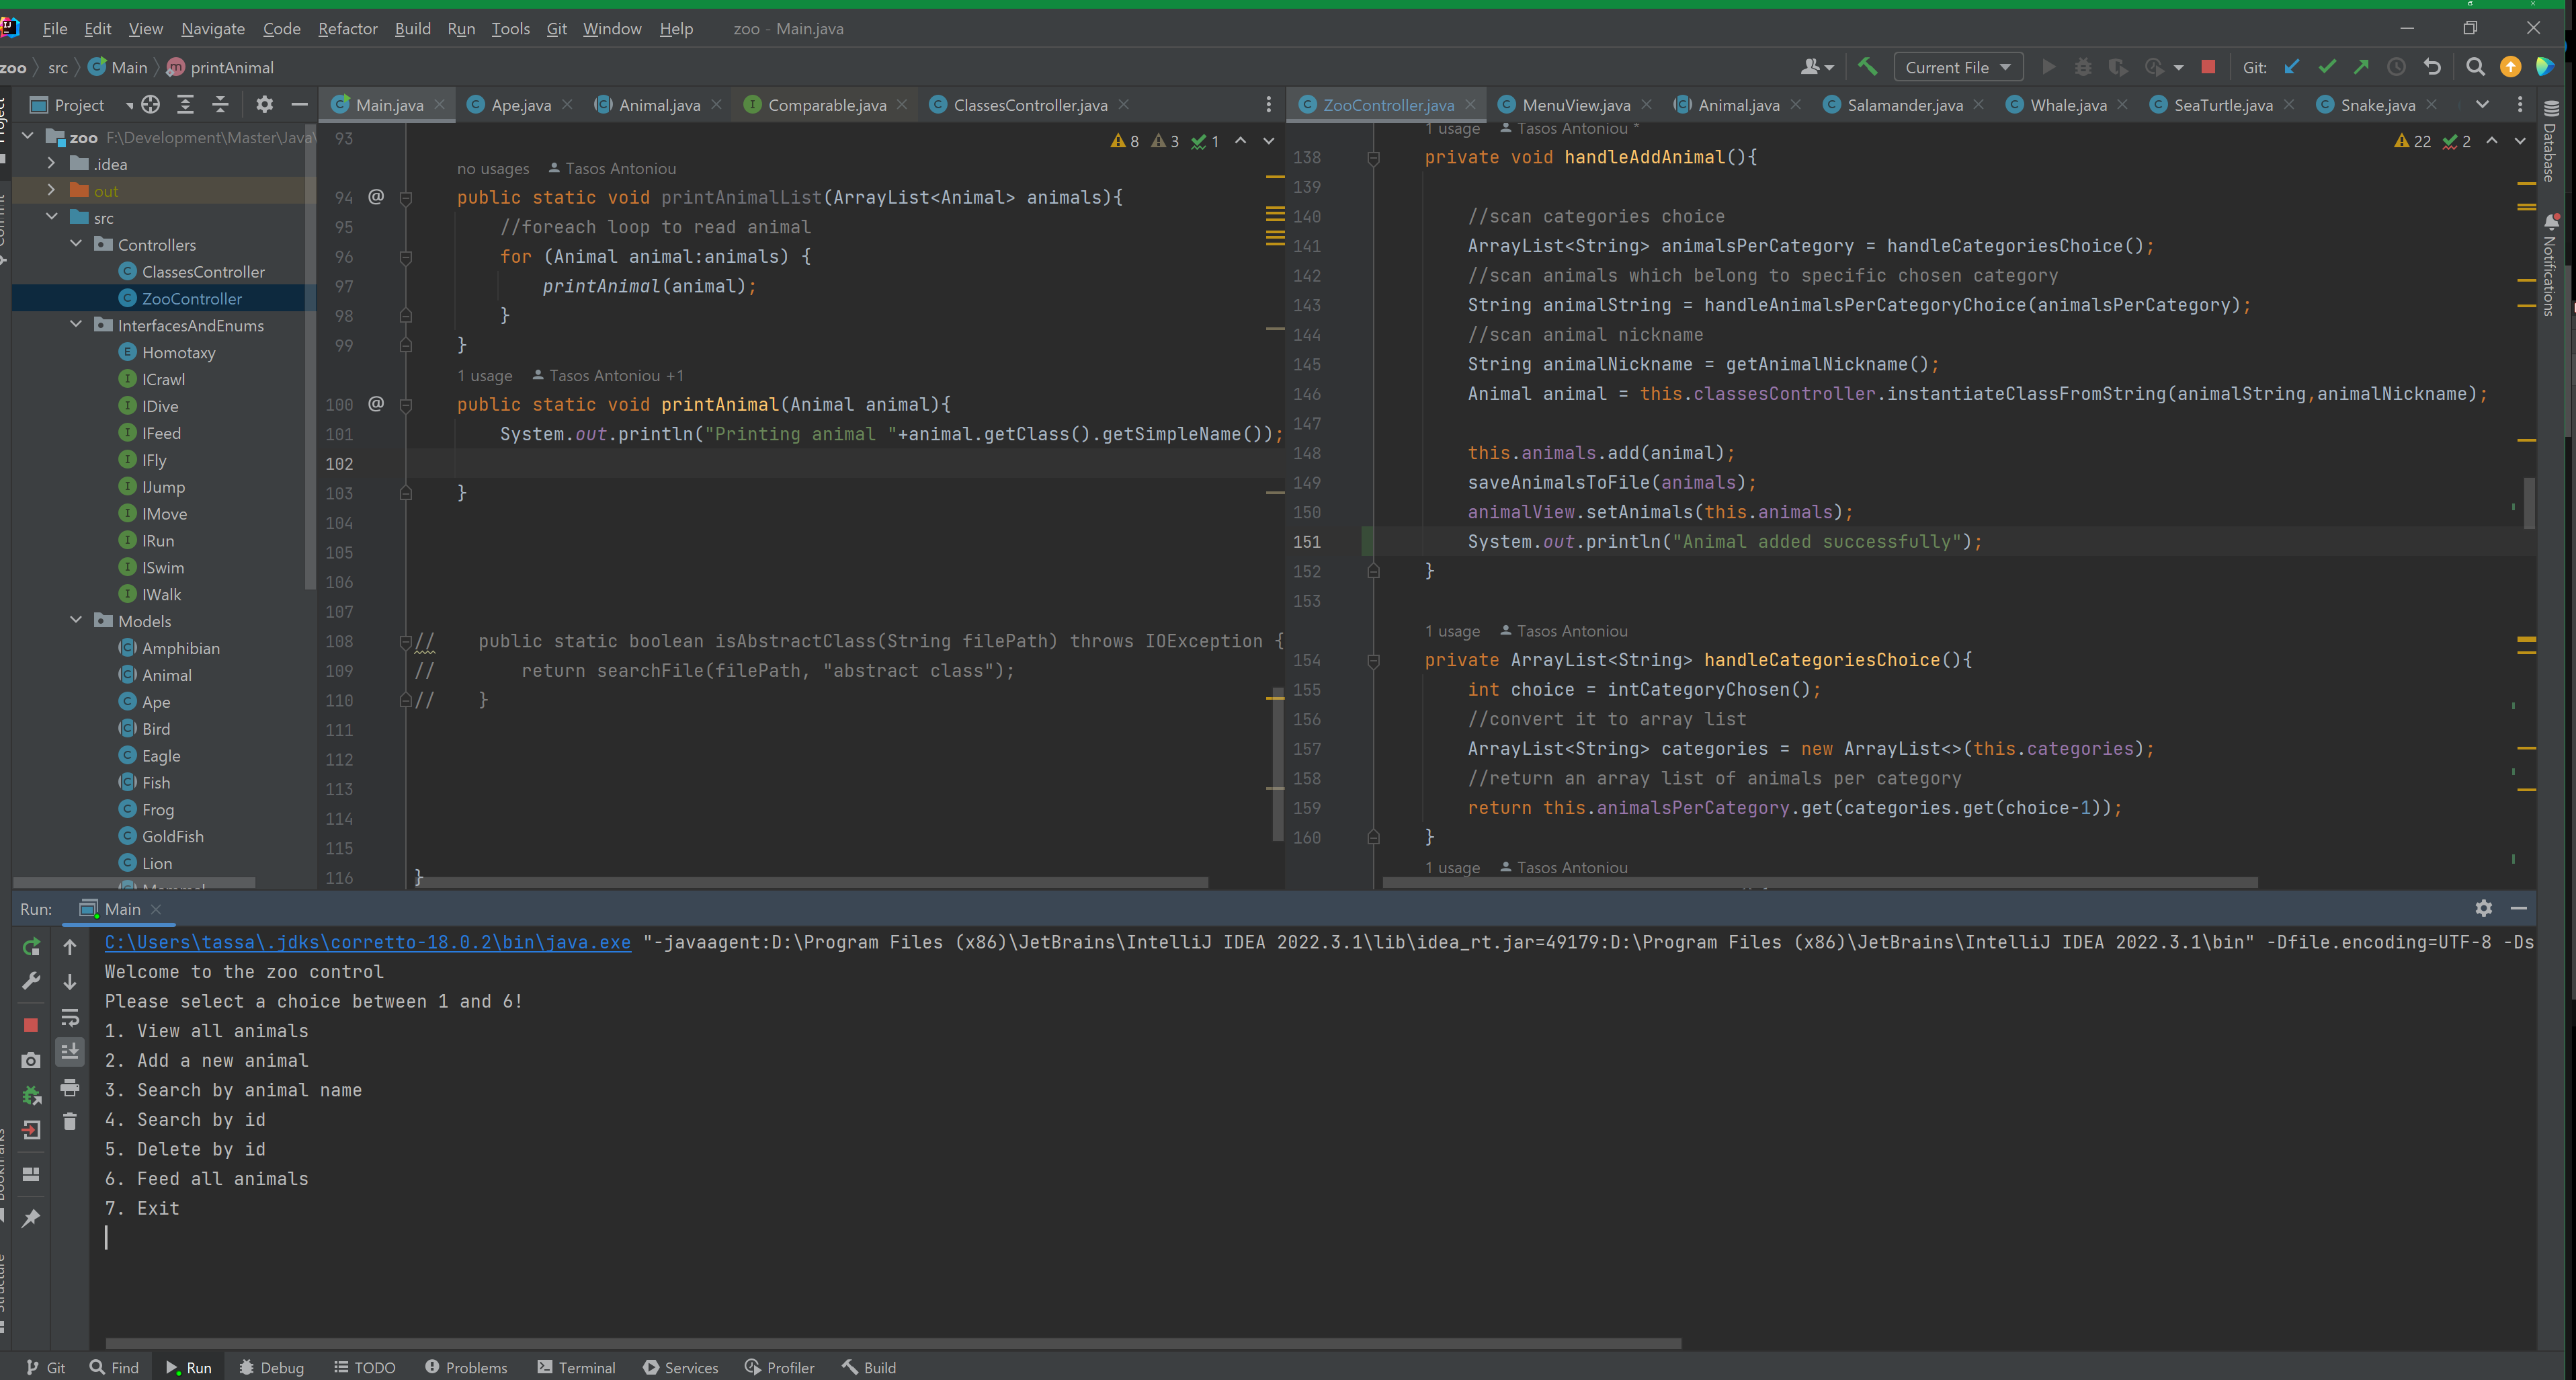 File Edit View Navigate Code Refactor Build Run Tools Git Window Help zoo - Main.java
zoo src Main printAnimal Current File Git:
Project
Main.java Ape.java Animal.java Comparable.java ClassesController.java
ZooController.java MenuView.java Animal.java Salamander.java Whale.java SeaTurtle.java Snake.java
zoo F:\Development\Master\Java\
.idea
out
src
Controllers
ClassesController
ZooController
InterfacesAndEnums
Homotaxy
ICrawl
IDive
IFeed
IFly
IJump
IMove
IRun
ISwim
IWalk
Models
Amphibian
Animal
Ape
Bird
Eagle
Fish
Frog
GoldFish
Lion
Mammal
8 3 1
93
no usages Tasos Antoniou
94 @ public static void printAnimalList(ArrayList<Animal> animals){
95 //foreach loop to read animal
96 for (Animal animal:animals) {
97 printAnimal(animal);
98 }
99 }
1 usage Tasos Antoniou +1
100 @ public static void printAnimal(Animal animal){
101 System.out.println("Printing animal "+animal.getClass().getSimpleName());
102
103 }
104
105
106
107
108 // public static boolean isAbstractClass(String filePath) throws IOException {
109 // return searchFile(filePath, "abstract class");
110 // }
111
112
113
114
115
116 }
1 usage Tasos Antoniou *
22 2
138 private void handleAddAnimal(){
139
140 //scan categories choice
141 ArrayList<String> animalsPerCategory = handleCategoriesChoice();
142 //scan animals which belong to specific chosen category
143 String animalString = handleAnimalsPerCategoryChoice(animalsPerCategory);
144 //scan animal nickname
145 String animalNickname = getAnimalNickname();
146 Animal animal = this.classesController.instantiateClassFromString(animalString,animalNickname);
147
148 this.animals.add(animal);
149 saveAnimalsToFile(animals);
150 animalView.setAnimals(this.animals);
151 System.out.println("Animal added successfully");
152 }
153
1 usage Tasos Antoniou
154 private ArrayList<String> handleCategoriesChoice(){
155 int choice = intCategoryChosen();
156 //convert it to array list
157 ArrayList<String> categories = new ArrayList<>(this.categories);
158 //return an array list of animals per category
159 return this.animalsPerCategory.get(categories.get(choice-1));
160 }
1 usage Tasos Antoniou
Database
Notifications
Run: Main
C:\Users\tassa\.jdks\corretto-18.0.2\bin\java.exe "-javaagent:D:\Program Files (x86)\JetBrains\IntelliJ IDEA 2022.3.1\lib\idea_rt.jar=49179:D:\Program Files (x86)\JetBrains\IntelliJ IDEA 2022.3.1\bin" -Dfile.encoding=UTF-8 -Ds
Welcome to the zoo control
Please select a choice between 1 and 6!
1. View all animals
2. Add a new animal
3. Search by animal name
4. Search by id
5. Delete by id
6. Feed all animals
7. Exit
Git Find Run Debug TODO Problems Terminal Services Profiler Build